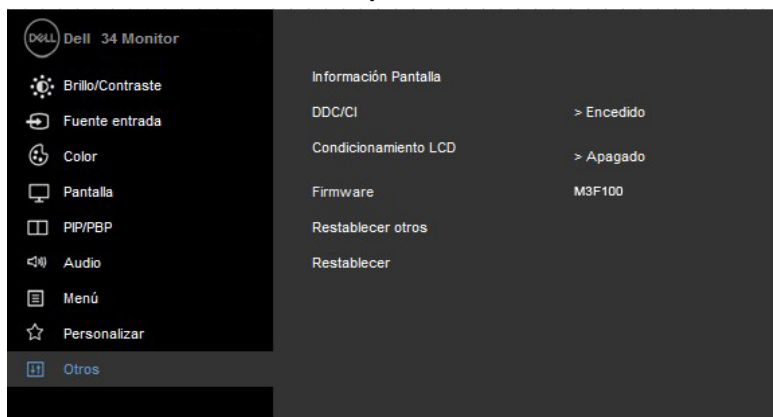 DELL Dell 34 Monitor
Brillo/Contraste
Fuente entrada
Color
Pantalla
PIP/PBP
Audio
Menú
Personalizar
Otros
Información Pantalla
DDC/CI > Encedido
Condicionamiento LCD > Apagado
Firmware M3F100
Restablecer otros
Restablecer